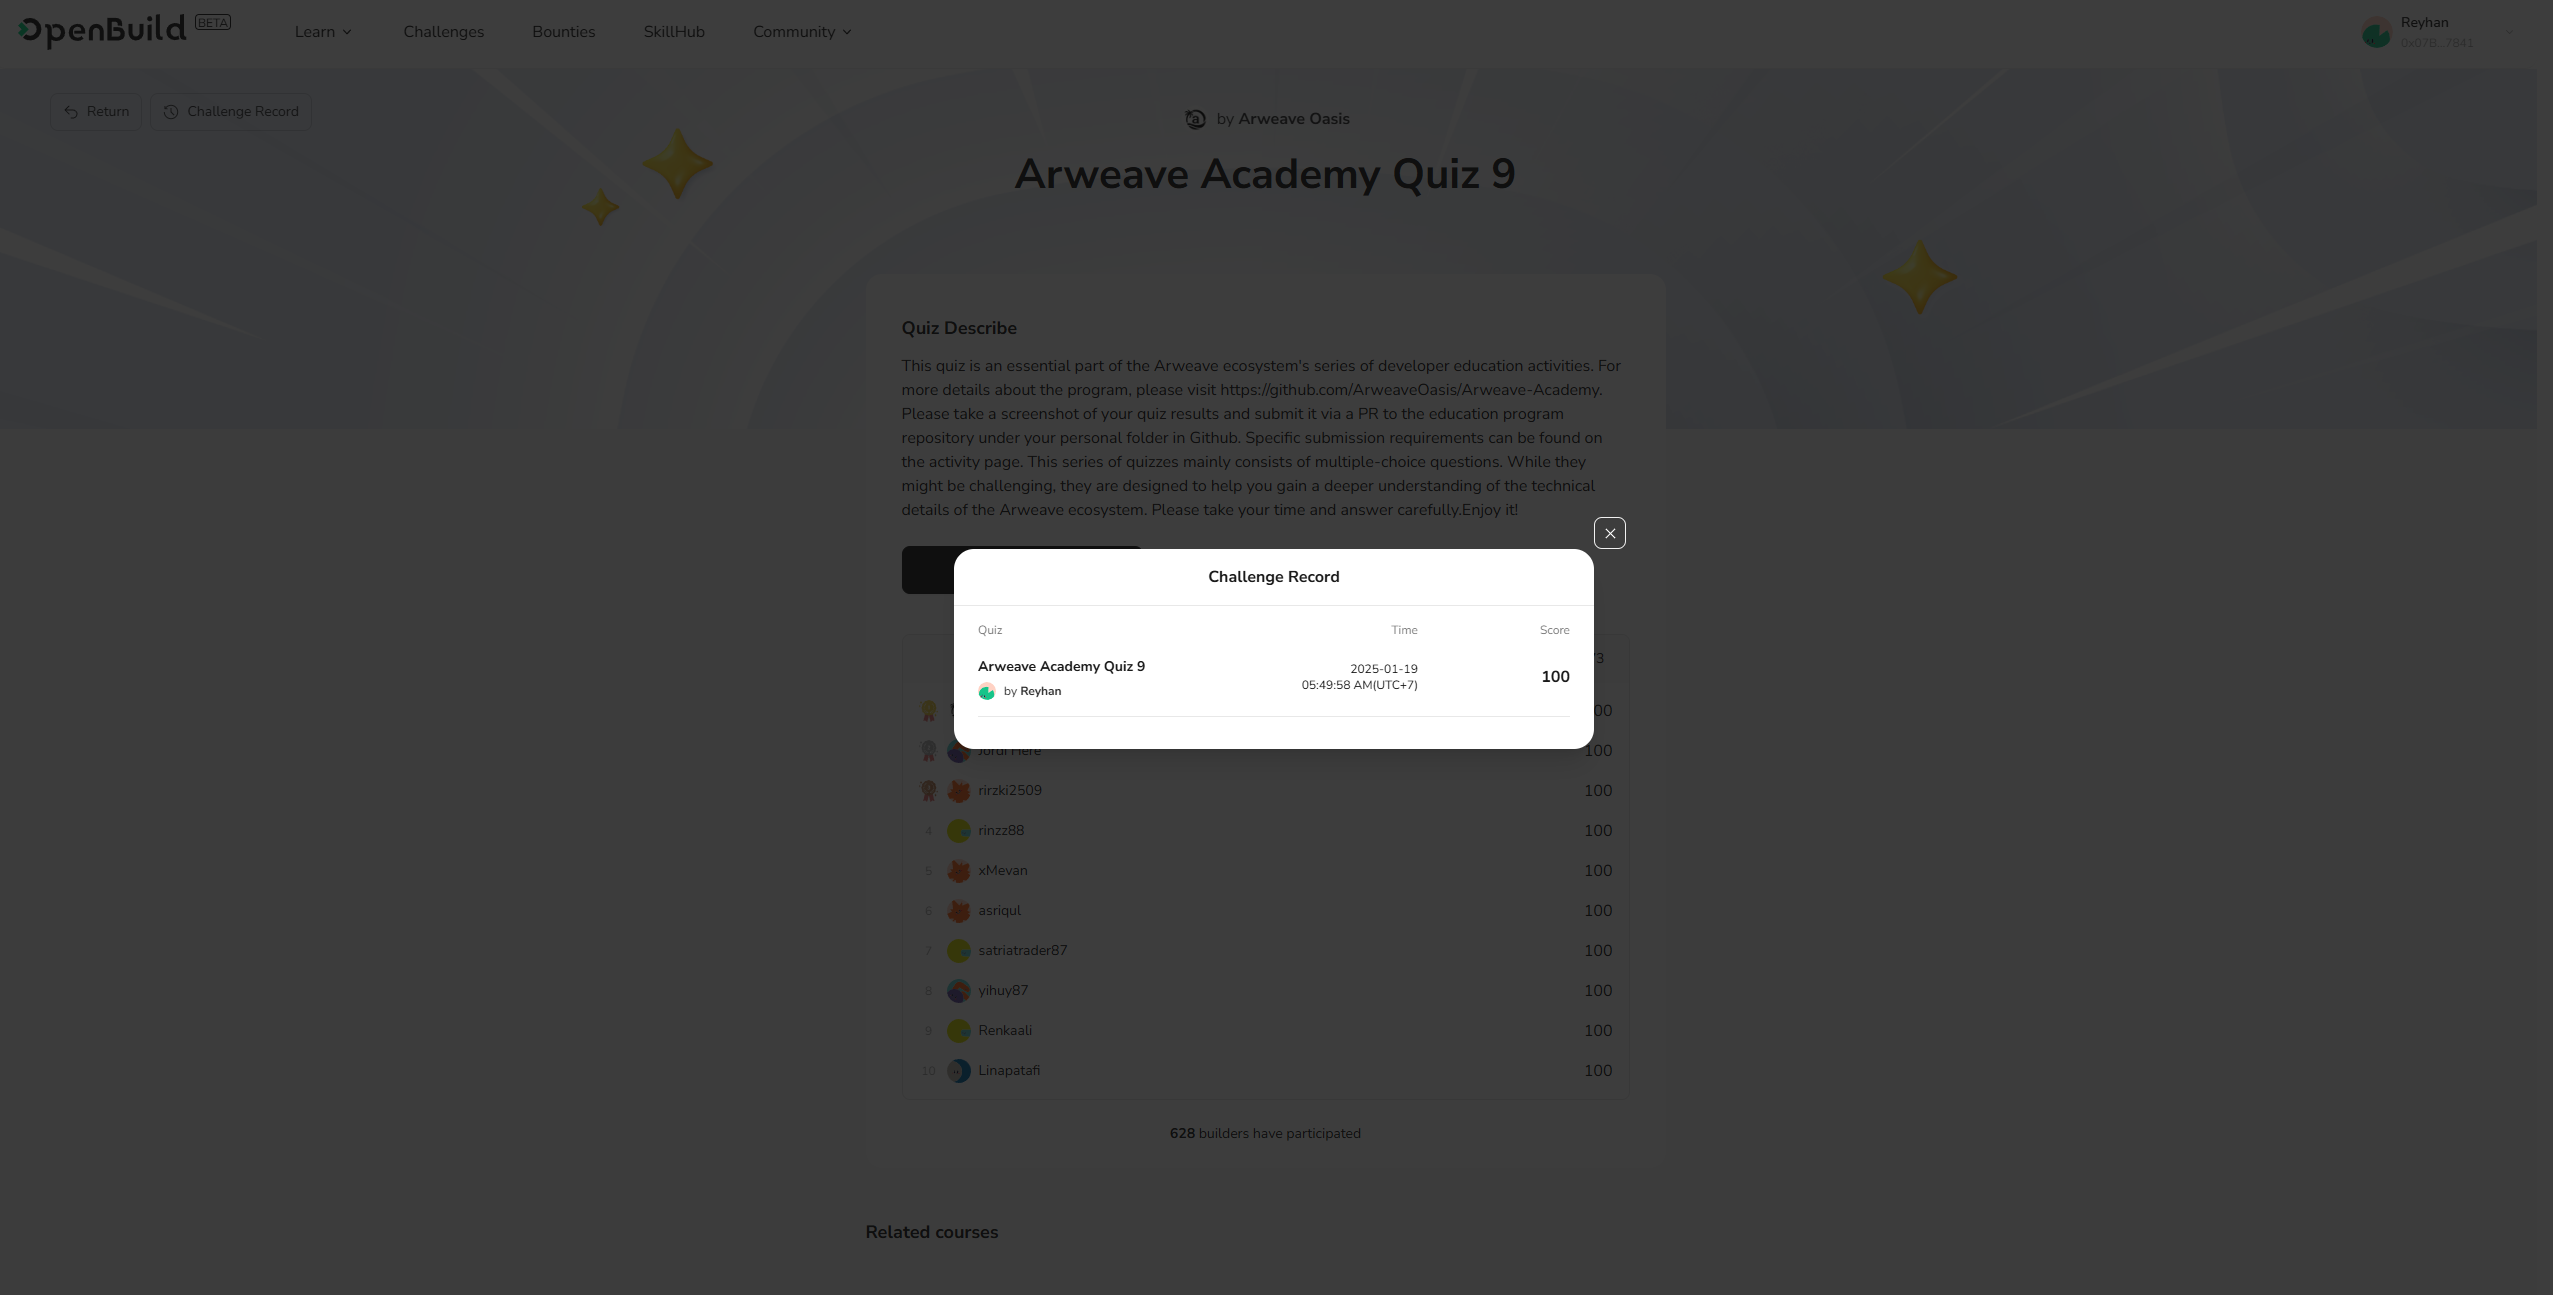 OpenBuild BETA
Learn
Challenges
Bounties
SkillHub
Community
Reyhan
0x07B...7841
Return
Challenge Record
by Arweave Oasis
Arweave Academy Quiz 9
Quiz Describe
This quiz is an essential part of the Arweave ecosystem's series of developer education activities. For
more details about the program, please visit https://github.com/ArweaveOasis/Arweave-Academy.
Please take a screenshot of your quiz results and submit it via a PR to the education program
repository under your personal folder in Github. Specific submission requirements can be found on
the activity page. This series of quizzes mainly consists of multiple-choice questions. While they
might be challenging, they are designed to help you gain a deeper understanding of the technical
details of the Arweave ecosystem. Please take your time and answer carefully.Enjoy it!
Challenge Record
Quiz Time Score
Arweave Academy Quiz 9
by Reyhan
2025-01-19
05:49:58 AM(UTC+7)
100
Jordi Here 100
rirzki2509 100
4 rinzz88 100
5 xMevan 100
6 asriqul 100
7 satriatrader87 100
8 yihuy87 100
9 Renkaali 100
10 Linapatafi 100
628 builders have participated
Related courses